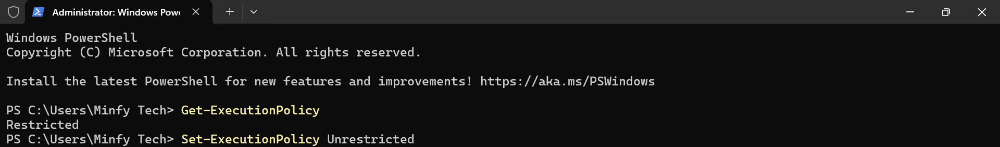 Administrator: Windows Pow
Windows PowerShell
Copyright (C) Microsoft Corporation. All rights reserved.
Install the latest PowerShell for new features and improvements! https://aka.ms/PSWindows
PS C:\Users\Minfy Tech> Get-ExecutionPolicy
Restricted
PS C:\Users\Minfy Tech> Set-ExecutionPolicy Unrestricted